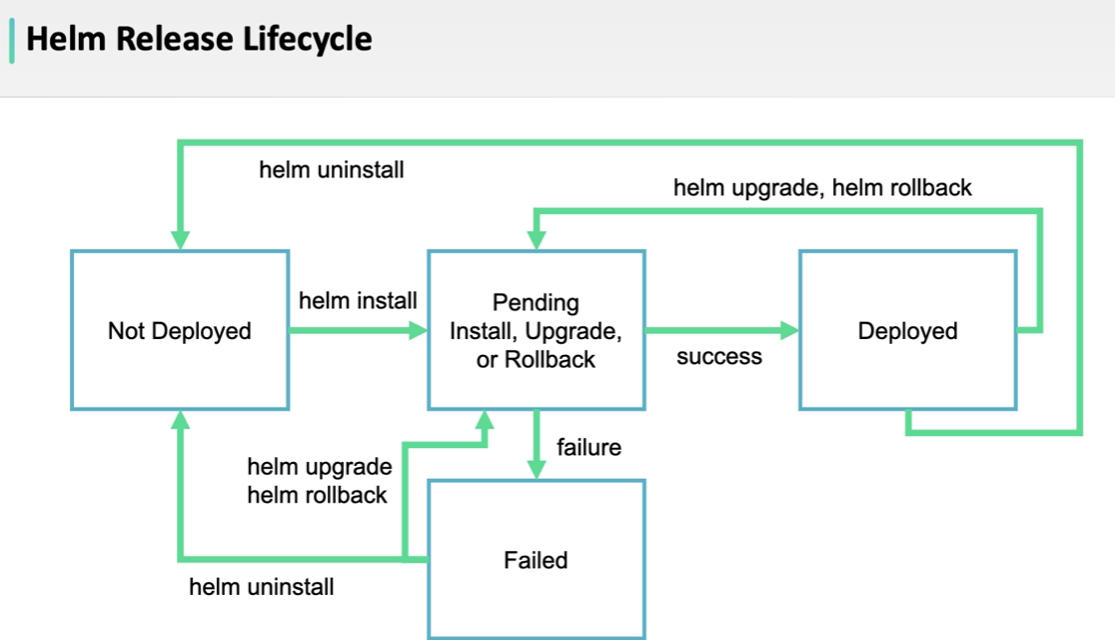 Helm Release Lifecycle
helm uninstall
helm upgrade, helm rollback
Not Deployed
helm install
Pending
Install, Upgrade,
or Rollback
success
Deployed
helm upgrade
helm rollback
failure
Failed
helm uninstall